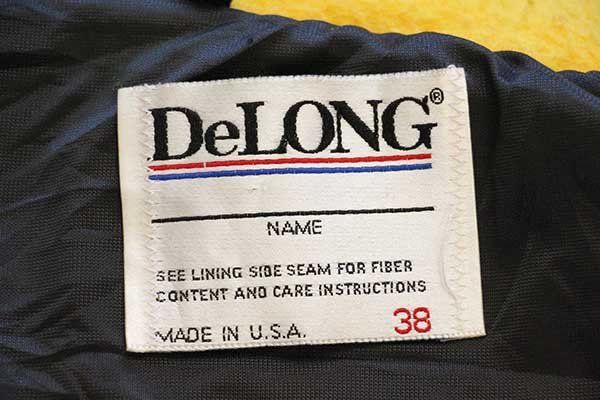 DeLONG®
NAME
SEE LINING SIDE SEAM FOR FIBER
CONTENT AND CARE INSTRUCTIONS
MADE IN U.S.A. 38